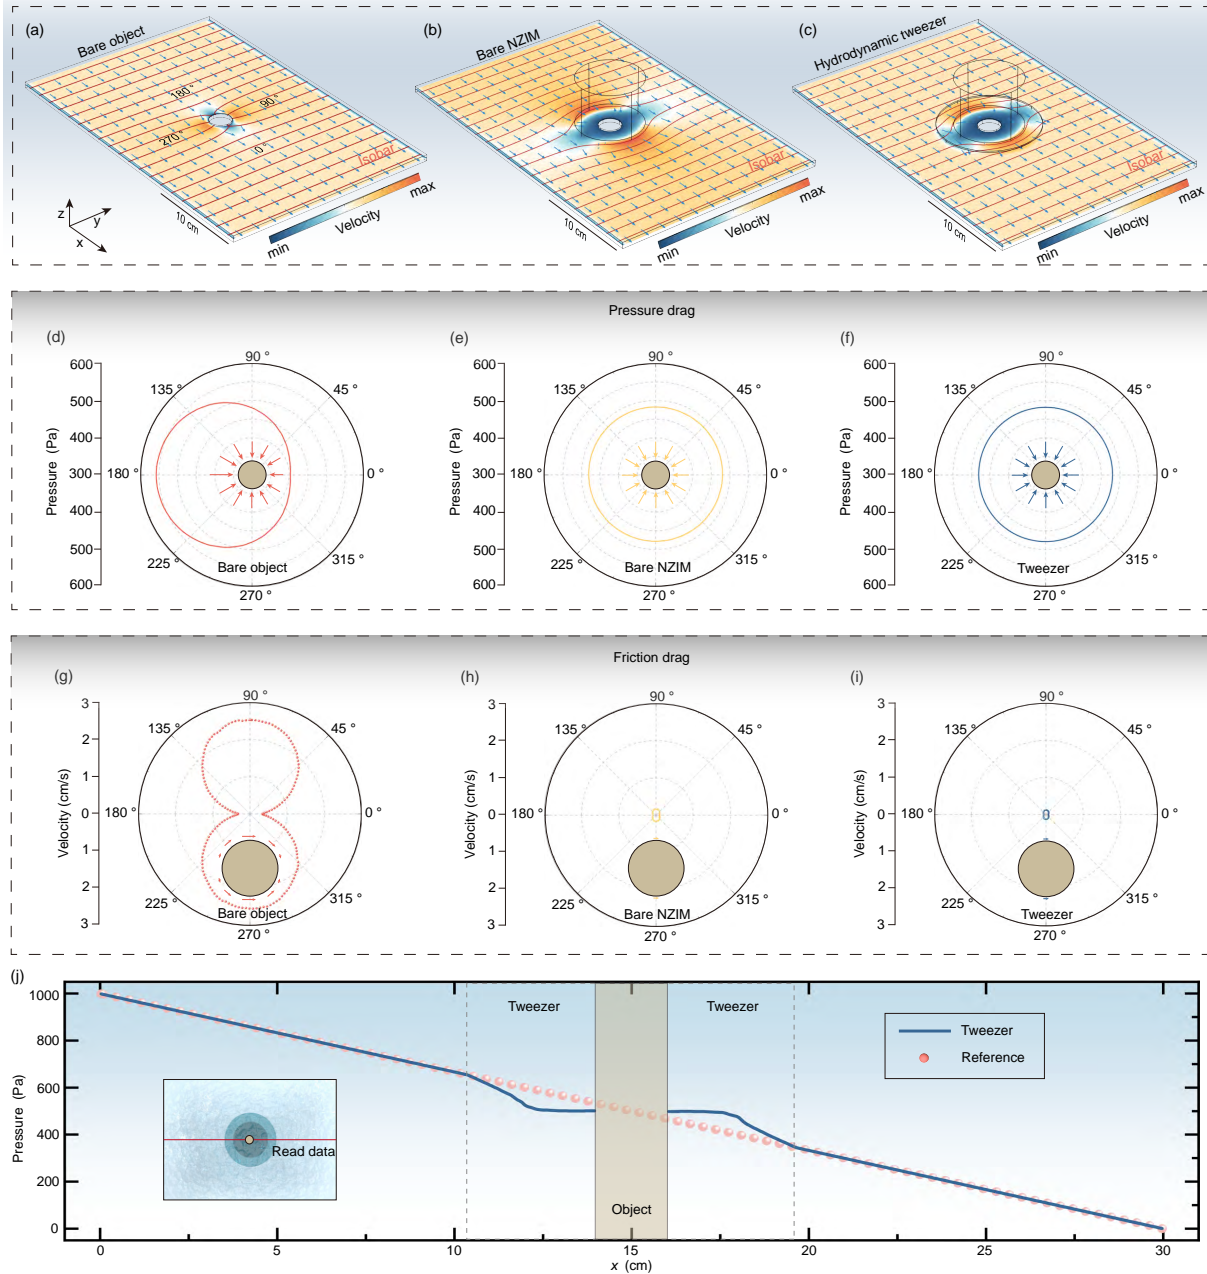 (a)
Bare object
180 °
90 °
270 °
0 °
Isobar
10 cm
min
Velocity
max
z
y
x
(b)
Bare NZIM
10 cm
Isobar
min
Velocity
max
(c)
Hydrodynamic tweezer
10 cm
Isobar
min
Velocity
max
Pressure drag
(d)
Pressure (Pa)
600
500
400
300
400
500
600
90 °
135 °
45 °
180 °
0 °
225 °
315 °
270 °
Bare object
(e)
Pressure (Pa)
600
500
400
300
400
500
600
90 °
135 °
45 °
180 °
0 °
225 °
315 °
270 °
Bare NZIM
(f)
Pressure (Pa)
600
500
400
300
400
500
600
90 °
135 °
45 °
180 °
0 °
225 °
315 °
270 °
Tweezer
Friction drag
(g)
Velocity (cm/s)
3
2
1
0
1
2
3
90 °
135 °
45 °
180 °
0 °
225 °
315 °
270 °
Bare object
(h)
Velocity (cm/s)
3
2
1
0
1
2
3
90 °
135 °
45 °
180 °
0 °
225 °
315 °
270 °
Bare NZIM
(i)
Velocity (cm/s)
3
2
1
0
1
2
3
90 °
135 °
45 °
180 °
0 °
225 °
315 °
270 °
Tweezer
(j)
Pressure (Pa)
1000
800
600
400
200
0
Tweezer
Tweezer
Tweezer
Reference
Read data
Object
0
5
10
15
20
25
30
x (cm)